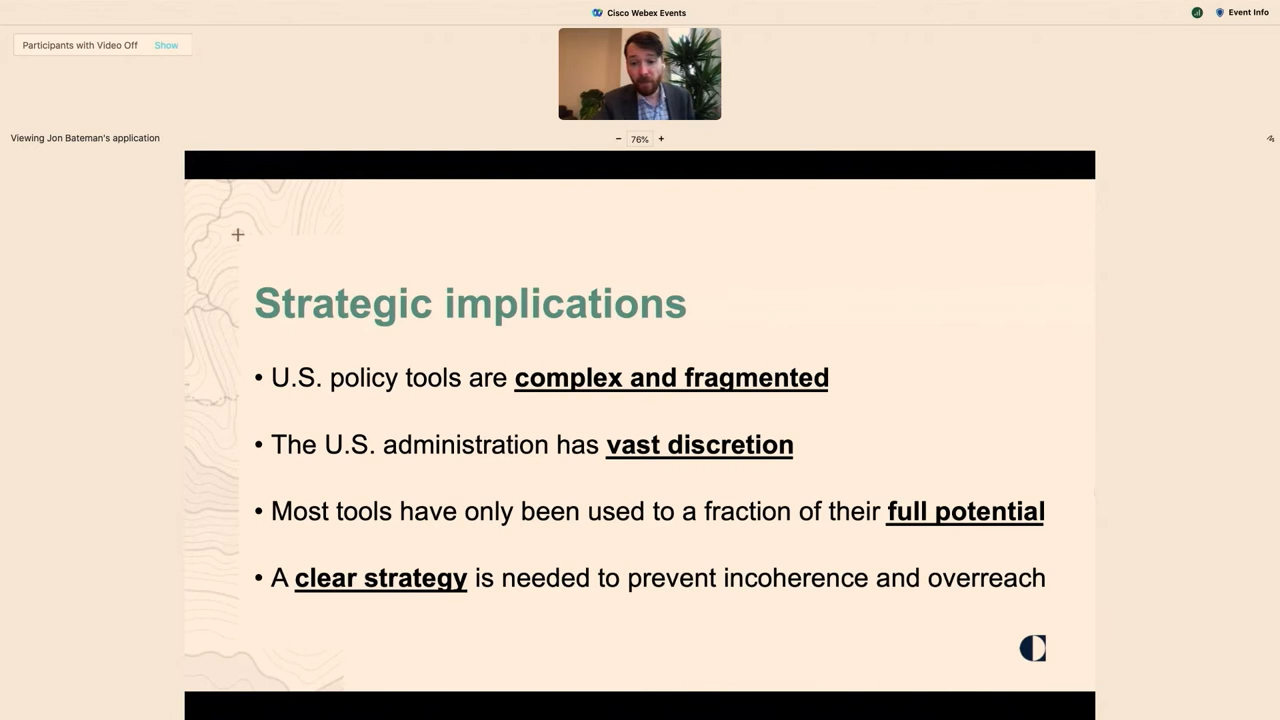 Cisco Webex Events
Event Info
Participants with Video Off Show
Viewing Jon Bateman's application
− 76% +
Strategic implications
• U.S. policy tools are complex and fragmented
• The U.S. administration has vast discretion
• Most tools have only been used to a fraction of their full potential
• A clear strategy is needed to prevent incoherence and overreach